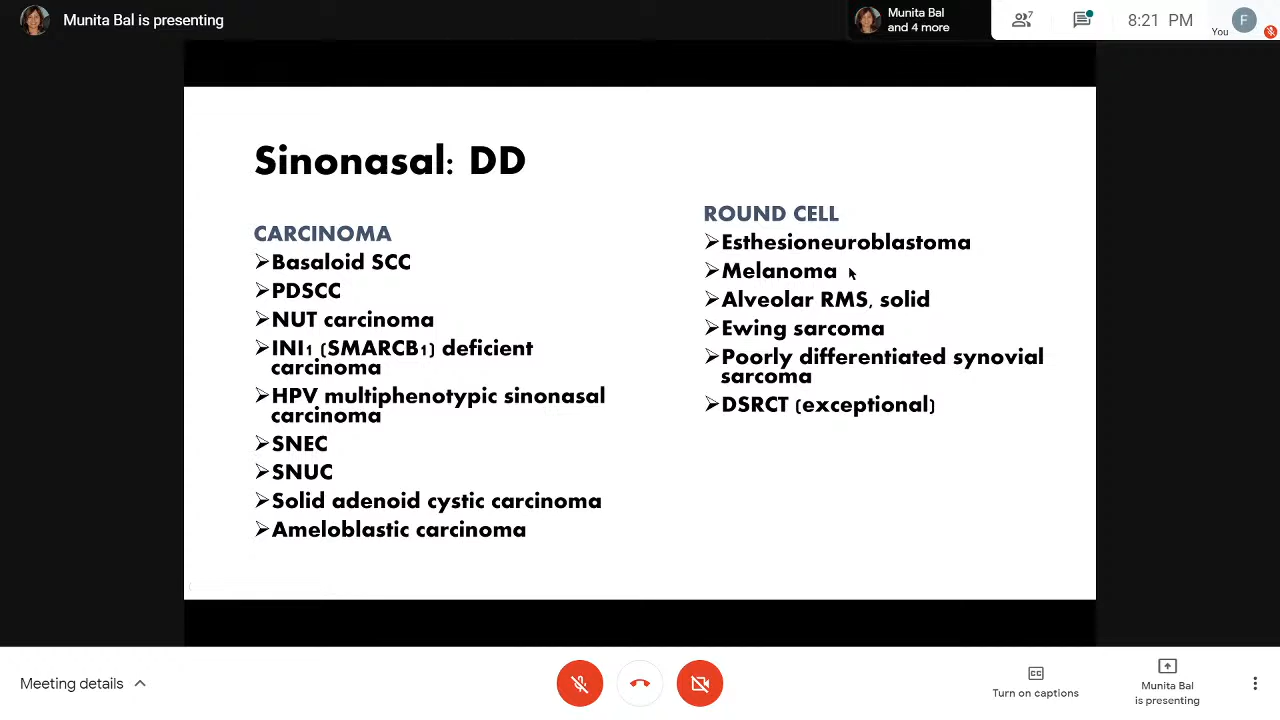 Munita Bal is presenting
Munita Bal
and 4 more
7
8:21 PM
You
F
Sinonasal: DD
CARCINOMA
➢Basaloid SCC
➢PDSCC
➢NUT carcinoma
➢INI1 (SMARCB1) deficient
carcinoma
➢HPV multiphenotypic sinonasal
carcinoma
➢SNEC
➢SNUC
➢Solid adenoid cystic carcinoma
➢Ameloblastic carcinoma
ROUND CELL
➢Esthesioneuroblastoma
➢Melanoma
➢Alveolar RMS, solid
➢Ewing sarcoma
➢Poorly differentiated synovial
sarcoma
➢DSRCT (exceptional)
Meeting details
CC
Turn on captions
Munita Bal
is presenting